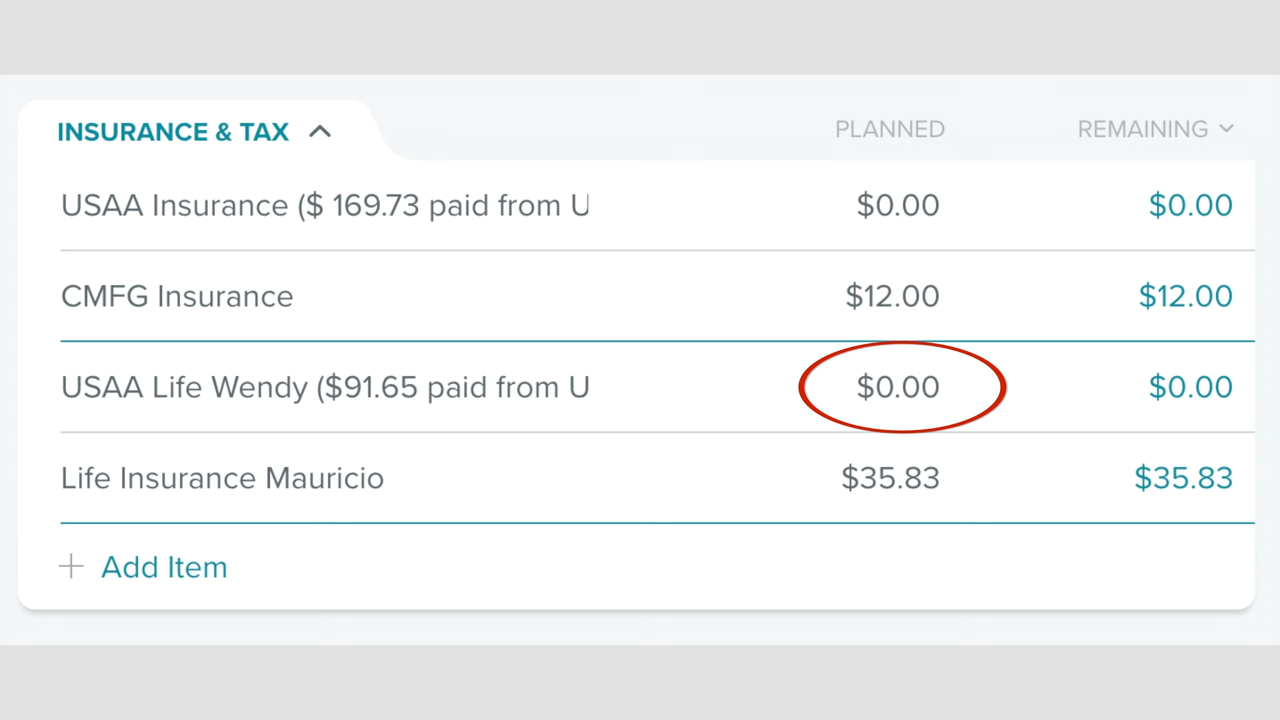 INSURANCE & TAX PLANNED REMAINING
USAA Insurance ($ 169.73 paid from U $0.00 $0.00
CMFG Insurance $12.00 $12.00
USAA Life Wendy ($91.65 paid from U $0.00 $0.00
Life Insurance Mauricio $35.83 $35.83
+ Add Item